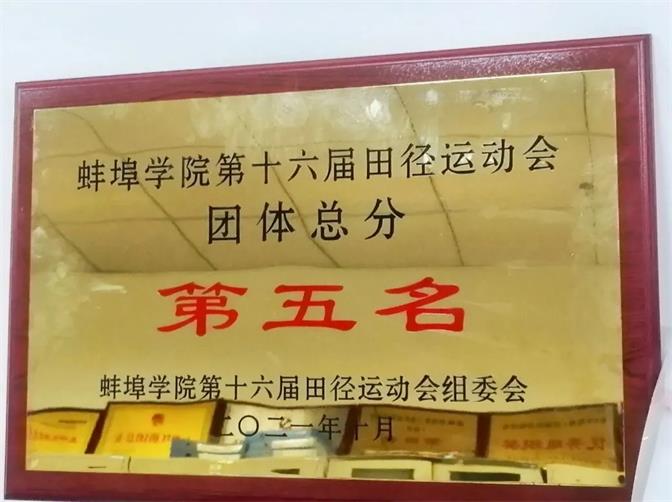 蚌埠学院第十六届田径运动会
团体总分
第五名
蚌埠学院第十六届田径运动会组委会
二〇二一年十月